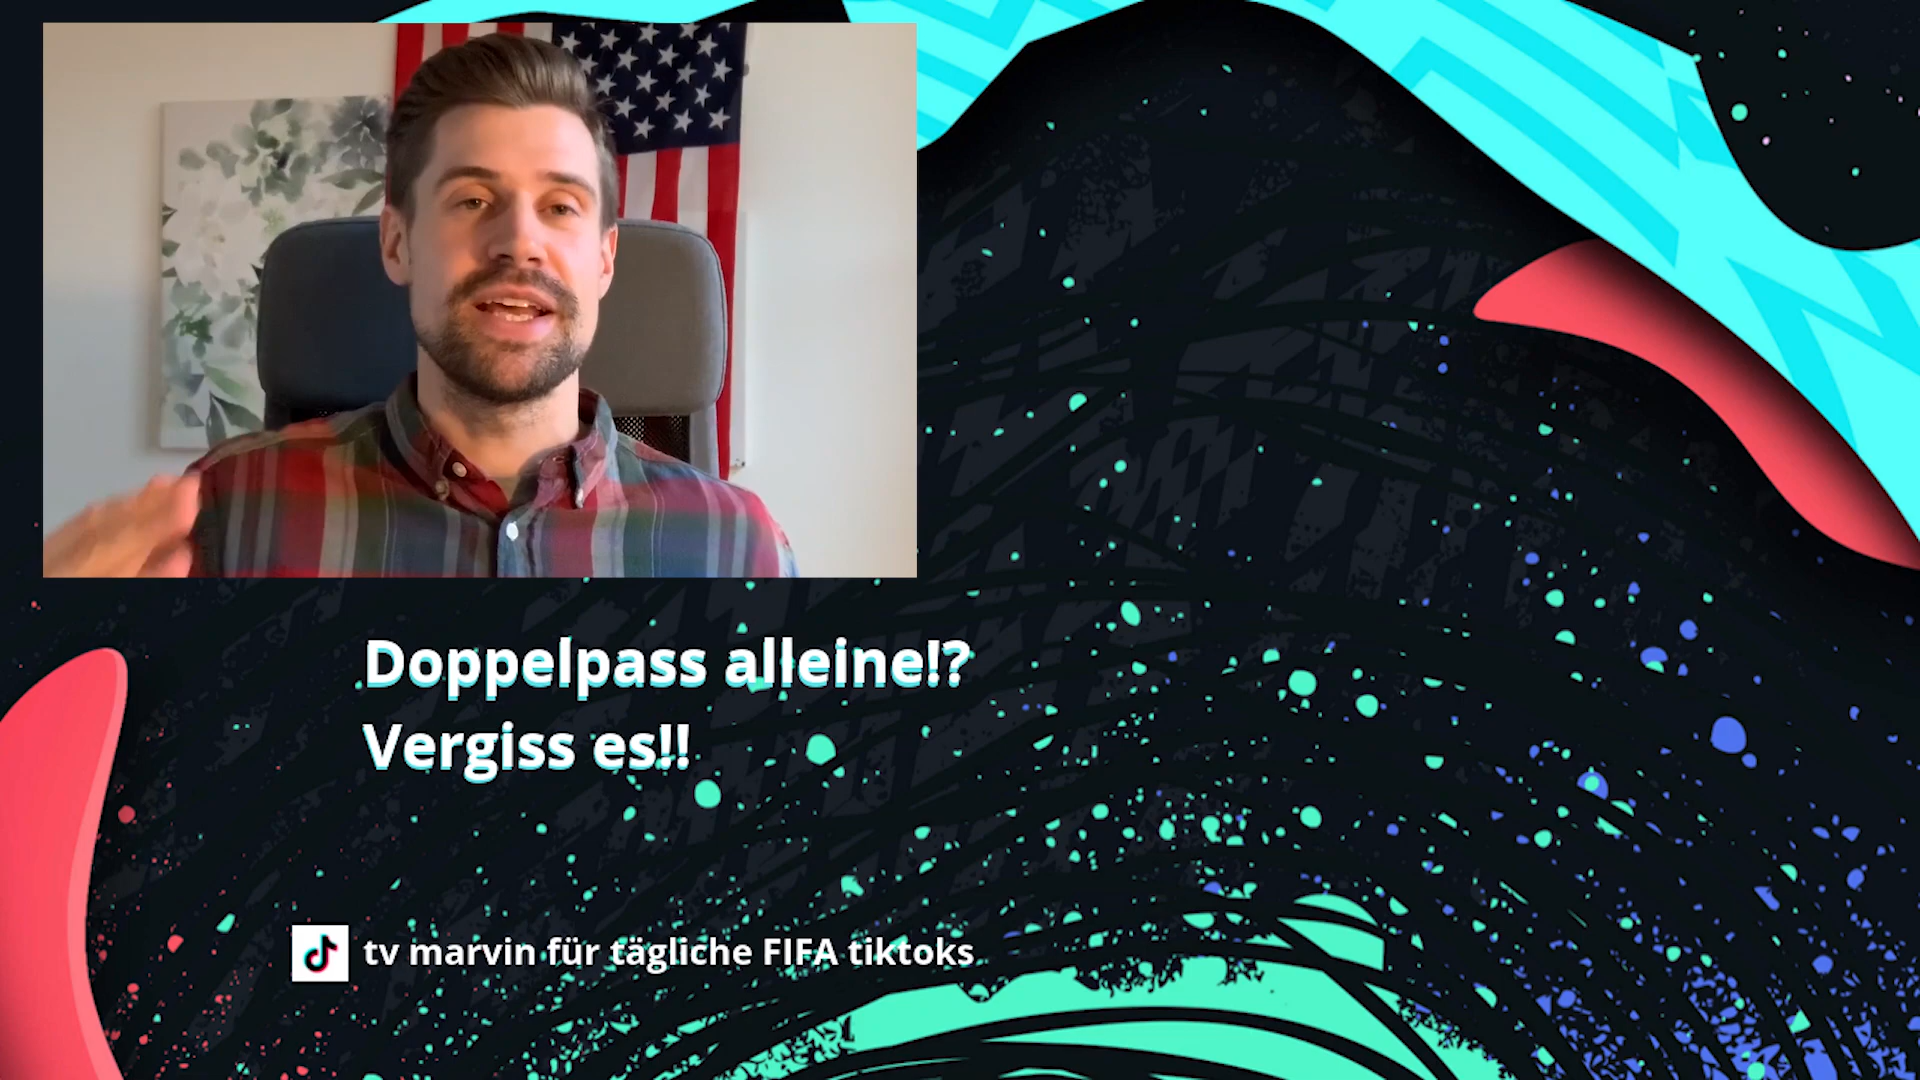 Doppelpass alleine!?
Vergiss es!!
tv marvin für tägliche FIFA tiktoks